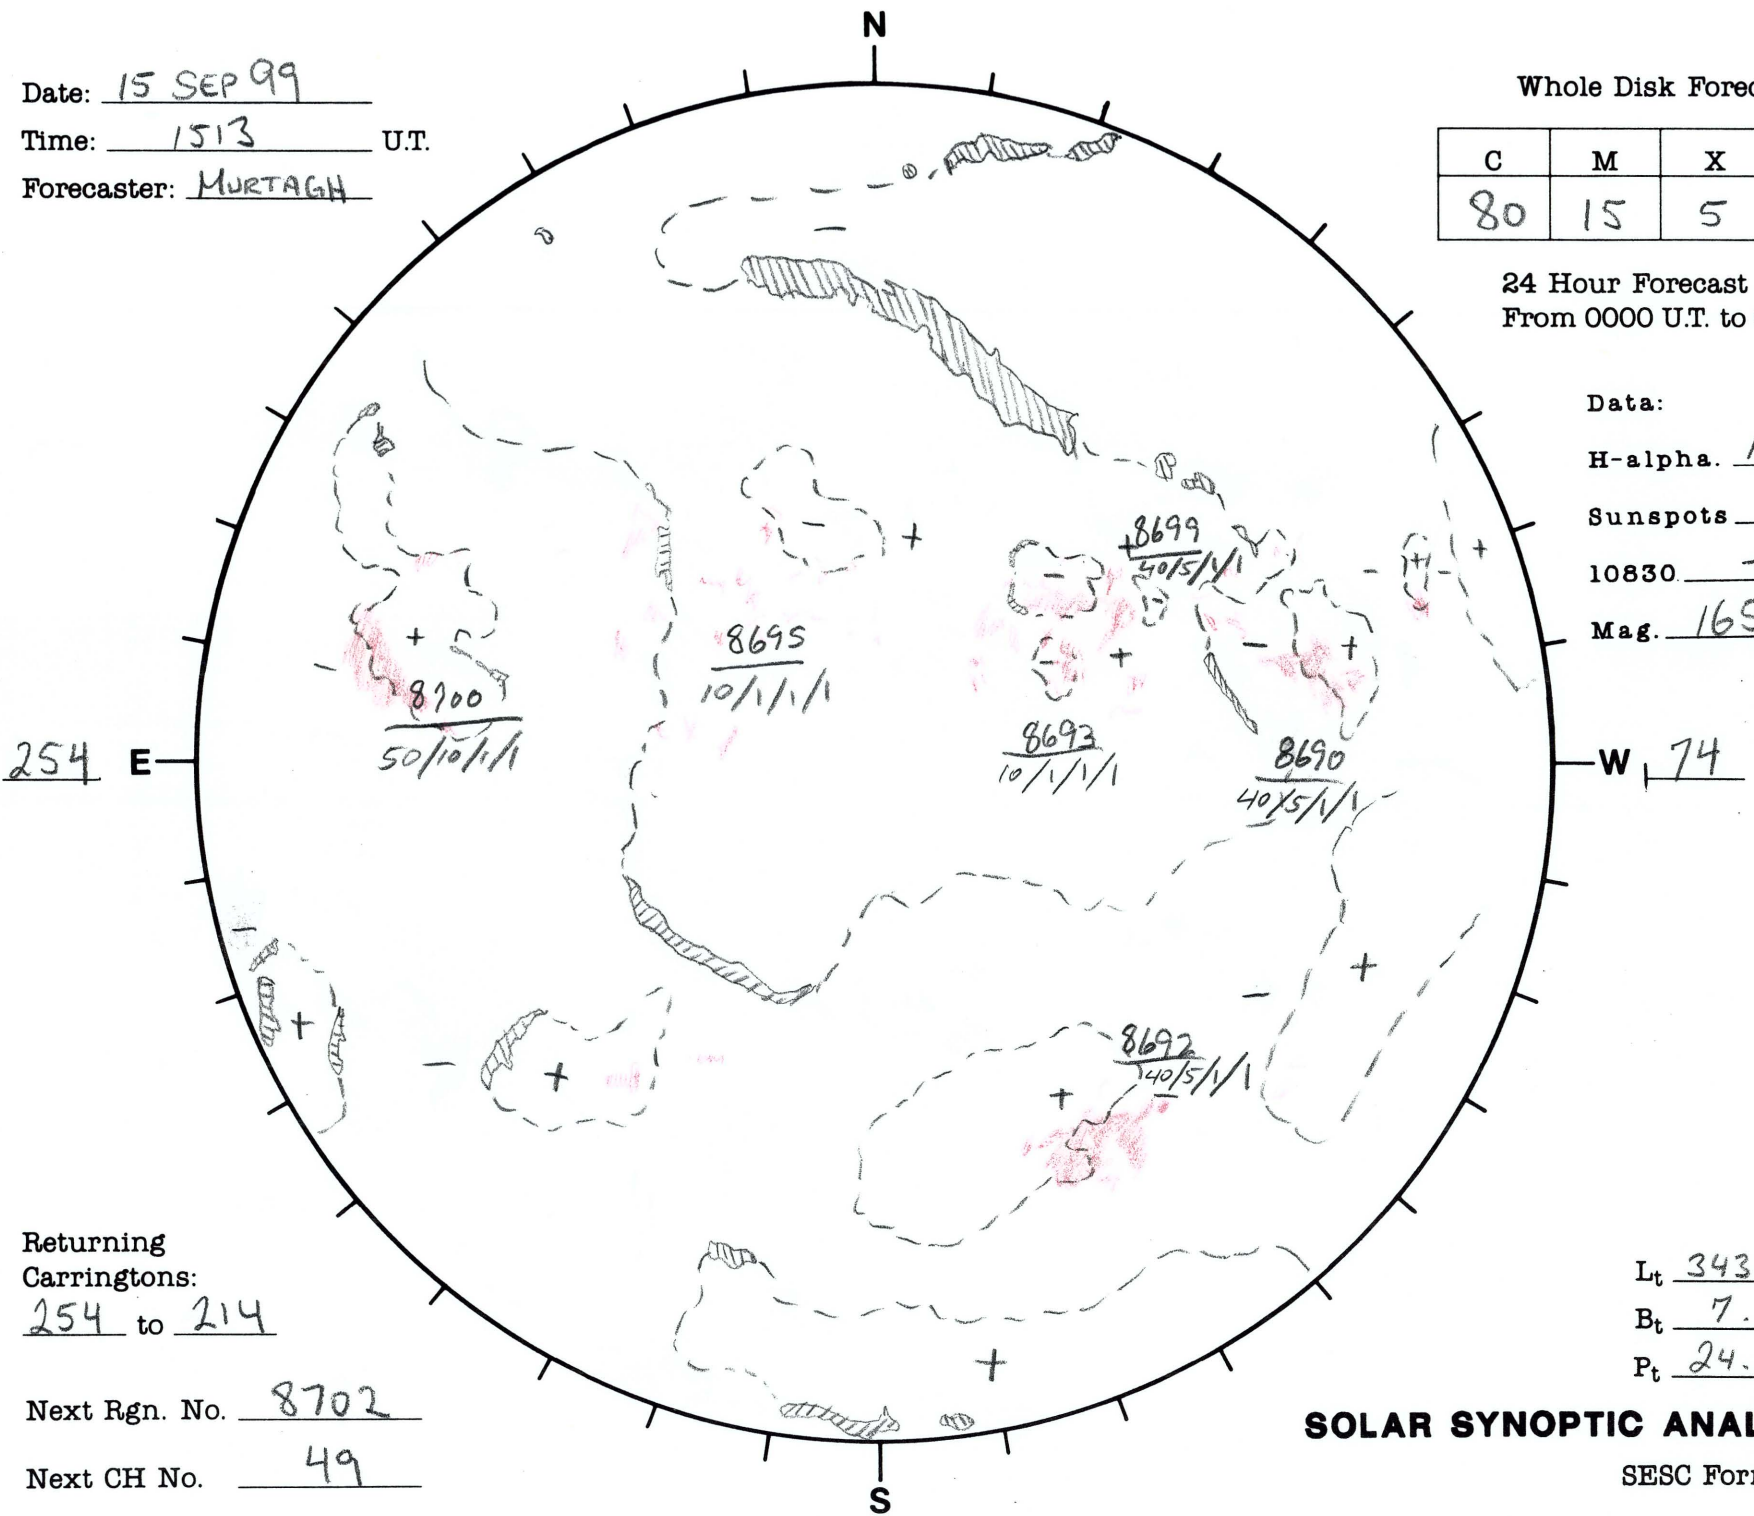 N
Date: 15 SEP 99
Time: 1513 U.T.
Forecaster: MURTAGH
Whole Disk Forec
C M X
80 15 5
24 Hour Forecast
From 0000 U.T. to
Data:
H-alpha.
Sunspots
10830
Mag. 165
8699
40/5/1/1
8695
10/1/1/1
8700
50/10/1/1
8693
10/1/1/1
8690
40/5/1/1
254 E
W 74
8692
40/5/1/1
Returning
Carringtons:
254 to 214
Next Rgn. No. 8702
Next CH No. 49
Lt 343
Bt 7.
Pt 24.
SOLAR SYNOPTIC ANAL
SESC For
S